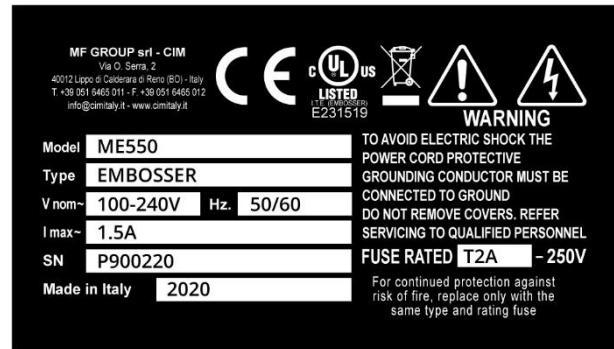 MF GROUP srl - CIM
Via O. Serra, 2
40012 Lippo di Calderara di Reno (BO) - Italy
T. +39 051 6465 011 - F. +39 051 6465 012
info@cimitaly.it - www.cimitaly.it
CE
C UL US
LISTED
I.T.E. (EMBOSSER)
E231519
WARNING
TO AVOID ELECTRIC SHOCK THE
POWER CORD PROTECTIVE
GROUNDING CONDUCTOR MUST BE
CONNECTED TO GROUND
DO NOT REMOVE COVERS. REFER
SERVICING TO QUALIFIED PERSONNEL
FUSE RATED T2A - 250V
For continued protection against
risk of fire, replace only with the
same type and rating fuse
Model ME550
Type EMBOSSER
V nom~ 100-240V Hz. 50/60
I max~ 1.5A
SN P900220
Made in Italy 2020